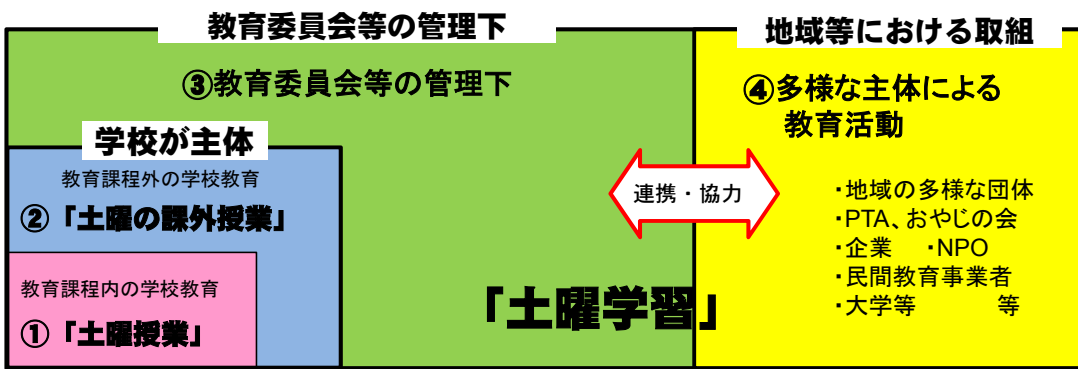 教育委員会等の管理下
地域等における取組
③教育委員会等の管理下
④多様な主体による
教育活動
学校が主体
教育課程外の学校教育
②「土曜の課外授業」
教育課程内の学校教育
①「土曜授業」
連携・協力
「土曜学習」
・地域の多様な団体
・PTA、おやじの会
・企業 ・NPO
・民間教育事業者
・大学等 等